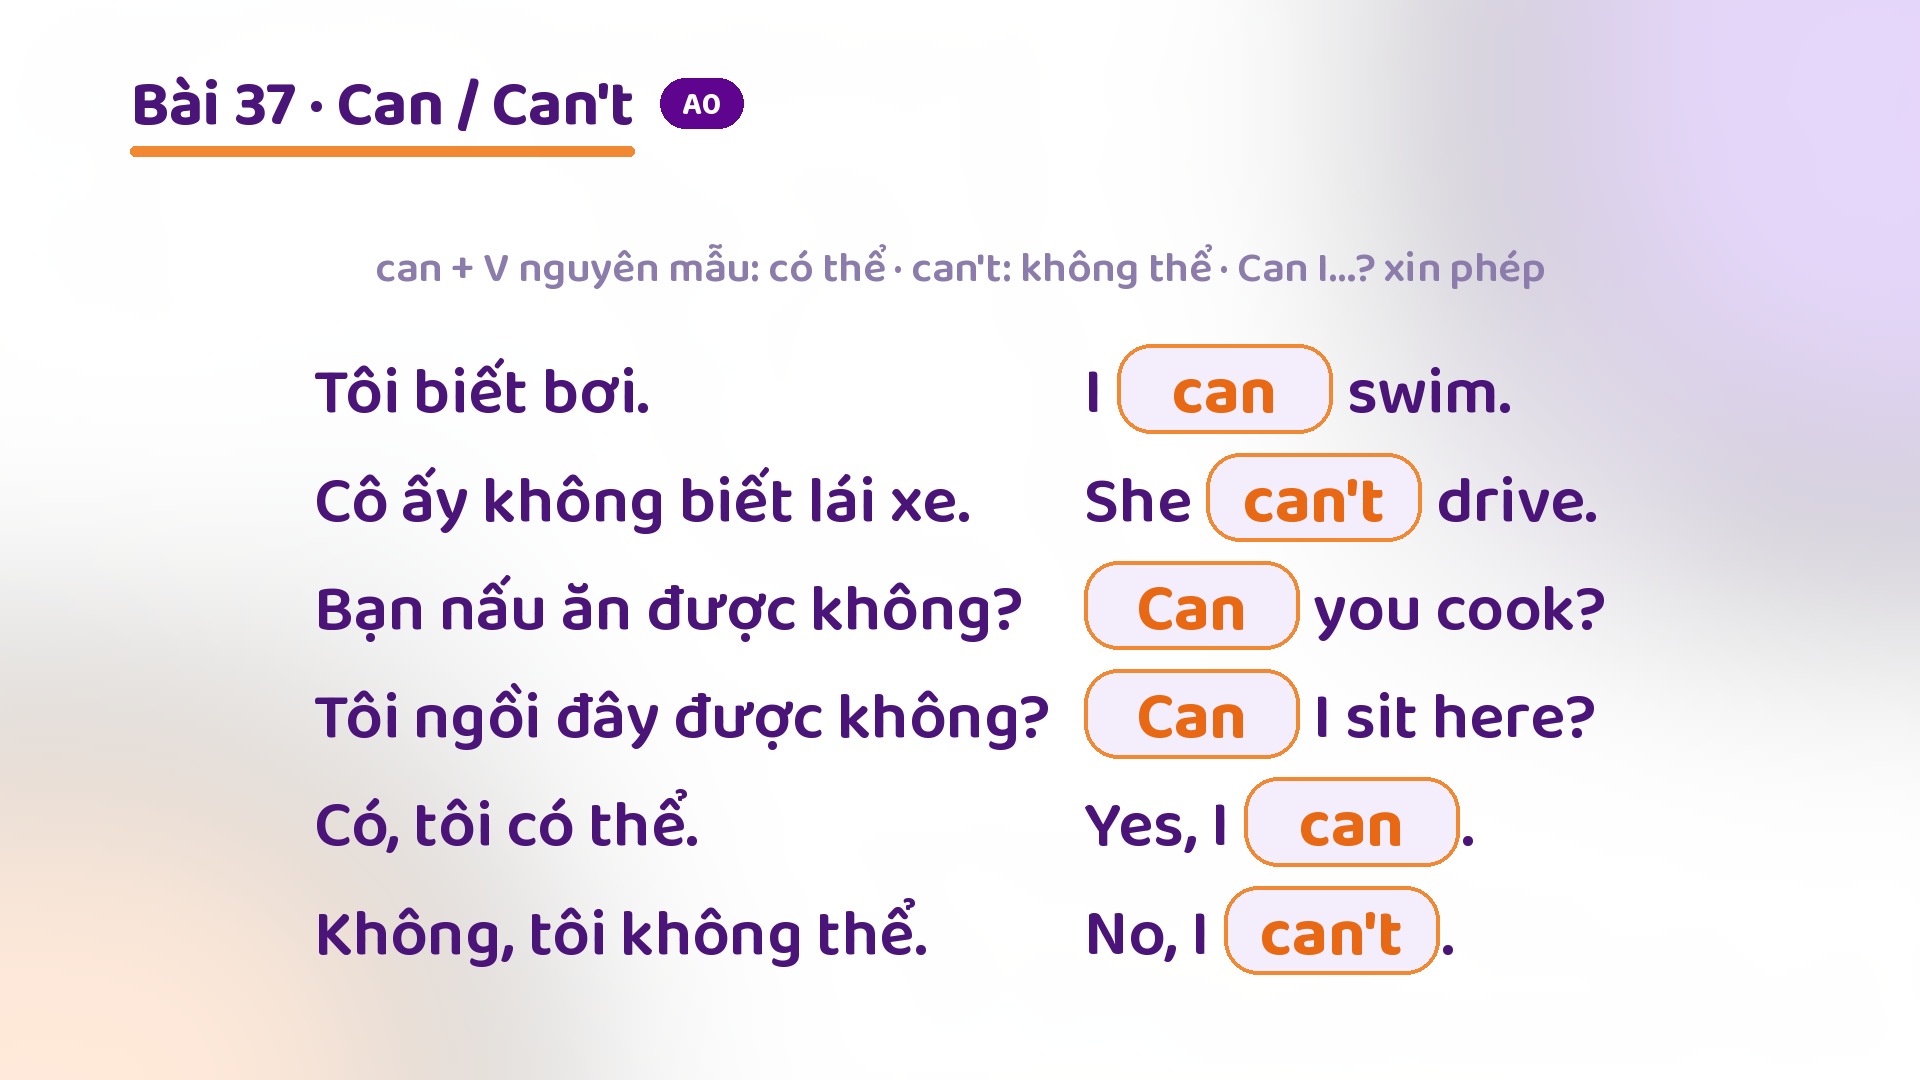 Bài 37 · Can / Can't A0
can + V nguyên mẫu: có thể · can't: không thể · Can I...? xin phép
Tôi biết bơi. I can swim.
Cô ấy không biết lái xe. She can't drive.
Bạn nấu ăn được không? Can you cook?
Tôi ngồi đây được không? Can I sit here?
Có, tôi có thể. Yes, I can.
Không, tôi không thể. No, I can't.